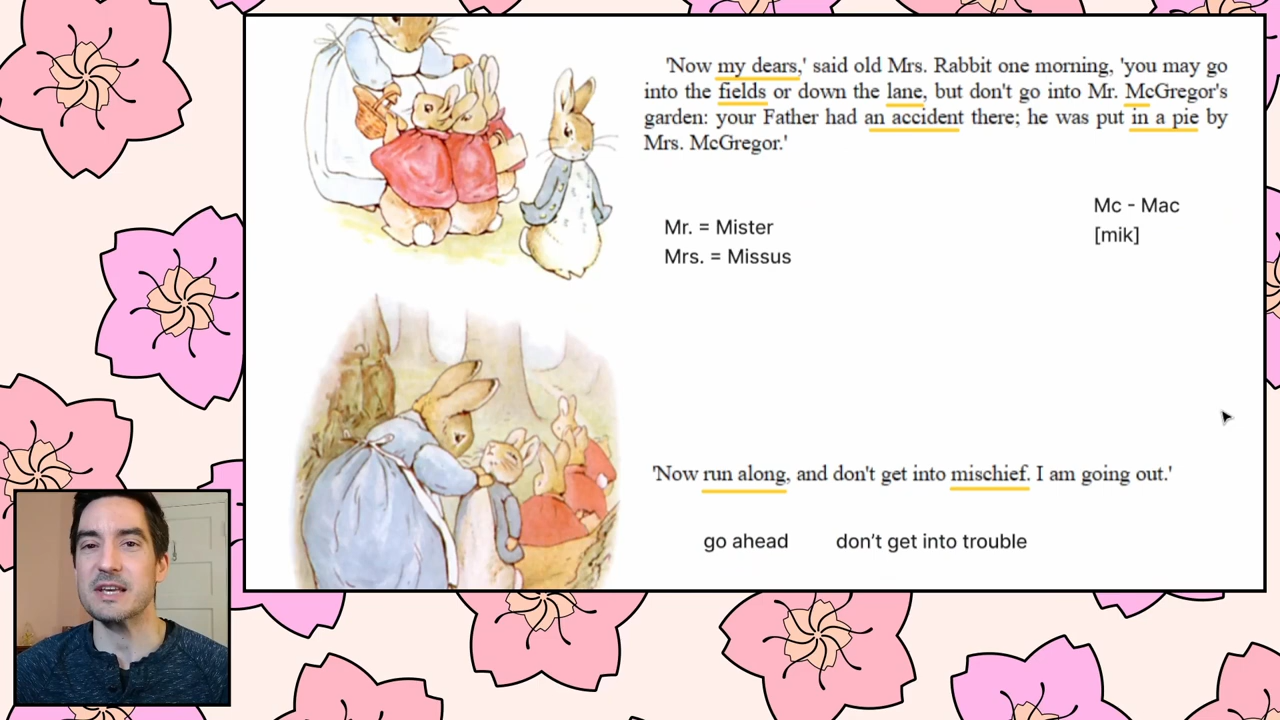 'Now my dears,' said old Mrs. Rabbit one morning, 'you may go
into the fields or down the lane, but don't go into Mr. McGregor's
garden: your Father had an accident there; he was put in a pie by
Mrs. McGregor.'
Mc - Mac
[mik]
Mr. = Mister
Mrs. = Missus
'Now run along, and don't get into mischief. I am going out.'
go ahead
don't get into trouble